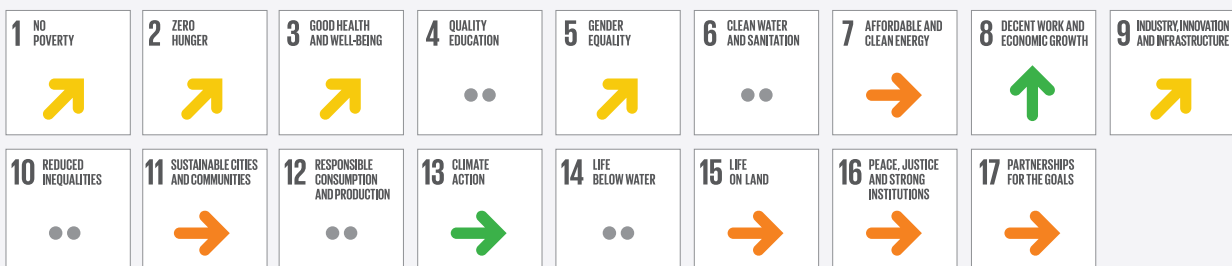 1 NO
POVERTY
2 ZERO
HUNGER
3 GOOD HEALTH
AND WELL-BEING
4 QUALITY
EDUCATION
5 GENDER
EQUALITY
6 CLEAN WATER
AND SANITATION
7 AFFORDABLE AND
CLEAN ENERGY
8 DECENT WORK AND
ECONOMIC GROWTH
9 INDUSTRY, INNOVATION
AND INFRASTRUCTURE
10 REDUCED
INEQUALITIES
11 SUSTAINABLE CITIES
AND COMMUNITIES
12 RESPONSIBLE
CONSUMPTION
AND PRODUCTION
13 CLIMATE
ACTION
14 LIFE
BELOW WATER
15 LIFE
ON LAND
16 PEACE, JUSTICE
AND STRONG
INSTITUTIONS
17 PARTNERSHIPS
FOR THE GOALS